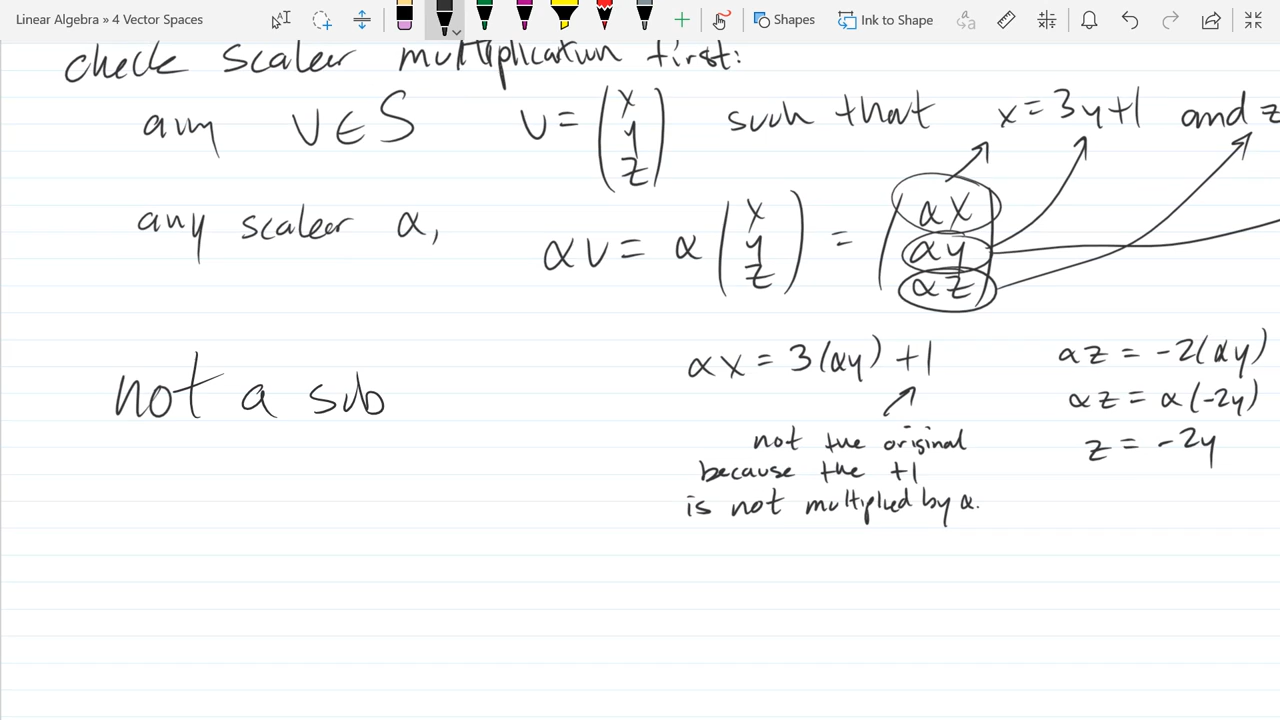 Linear Algebra » 4 Vector Spaces
Shapes
Ink to Shape
check scaler multiplication first:
any V ∈ S V = (x y z) such that x = 3y+1 and z
any scaler α, αV = α (x y z) = (αx αy αz)
αx = 3(αy) +1
αz = -2(αy)
αz = α(-2y)
z = -2y
not the original
because the +1
is not multiplied by α.
not a sub